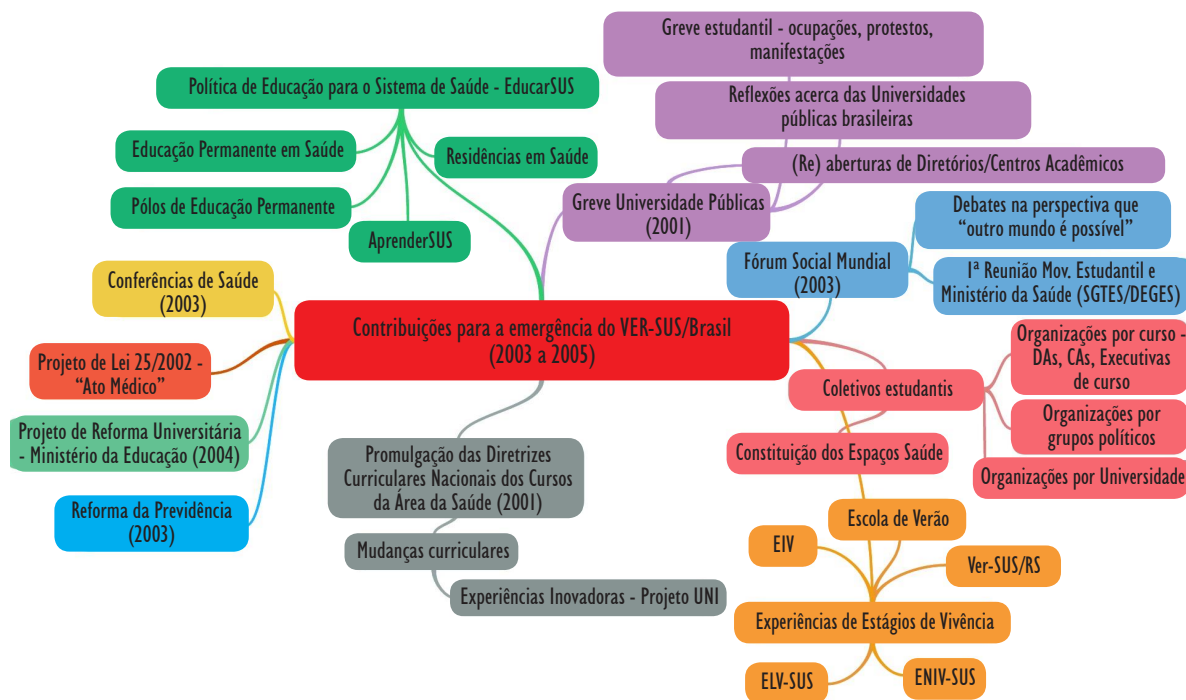 Greve estudantil - ocupações, protestos,
manifestações
Política de Educação para o Sistema de Saúde - EducarSUS
Reflexões acerca das Universidades
públicas brasileiras
Educação Permanente em Saúde
Residências em Saúde
(Re) aberturas de Diretórios/Centros Acadêmicos
Pólos de Educação Permanente
Greve Universidade Públicas
(2001)
AprenderSUS
Debates na perspectiva que
“outro mundo é possível”
Fórum Social Mundial
(2003)
1ª Reunião Mov. Estudantil e
Ministério da Saúde (SGTES/DEGES)
Conferências de Saúde
(2003)
Contribuições para a emergência do VER-SUS/Brasil
(2003 a 2005)
Projeto de Lei 25/2002 -
“Ato Médico”
Organizações por curso -
DAs, CAs, Executivas
de curso
Coletivos estudantis
Organizações por
grupos políticos
Projeto de Reforma Universitária
- Ministério da Educação (2004)
Constituição dos Espaços Saúde
Organizações por Universidade
Promulgação das Diretrizes
Curriculares Nacionais dos Cursos
da Área da Saúde (2001)
Reforma da Previdência
(2003)
Escola de Verão
EIV
Mudanças curriculares
Ver-SUS/RS
Experiências Inovadoras - Projeto UNI
Experiências de Estágios de Vivência
ELV-SUS
ENIV-SUS